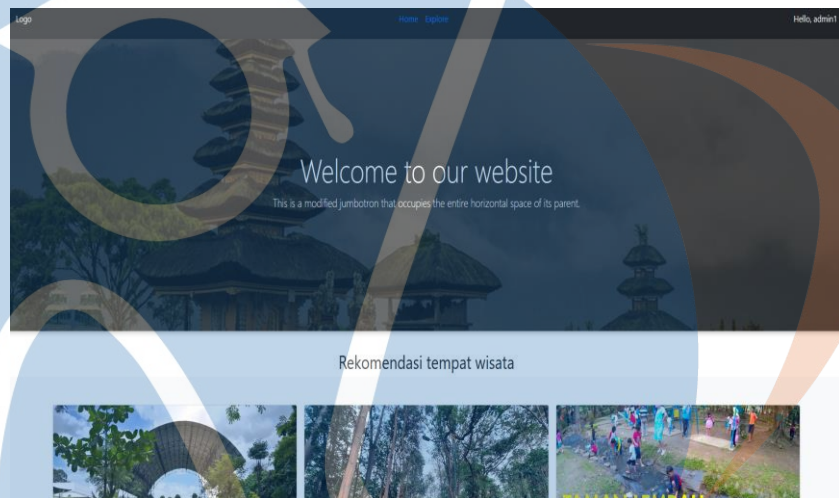 Logo
Home Explore
Hello, admin1
Welcome to our website
This is a modified jumbotron that occupies the entire horizontal space of its parent.
Rekomendasi tempat wisata